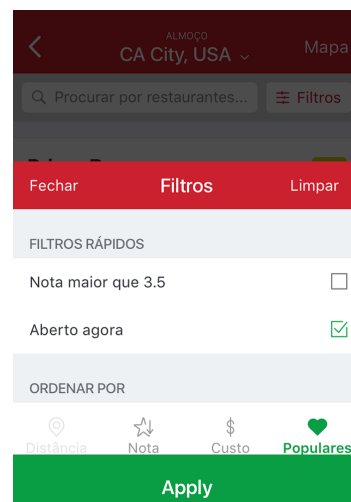 ALMOÇO
CA City, USA
Mapa
Procurar por restaurantes...
Filtros
Fechar
Filtros
Limpar
FILTROS RÁPIDOS
Nota maior que 3.5
Aberto agora
ORDENAR POR
Distância
Nota
Custo
Populares
Apply